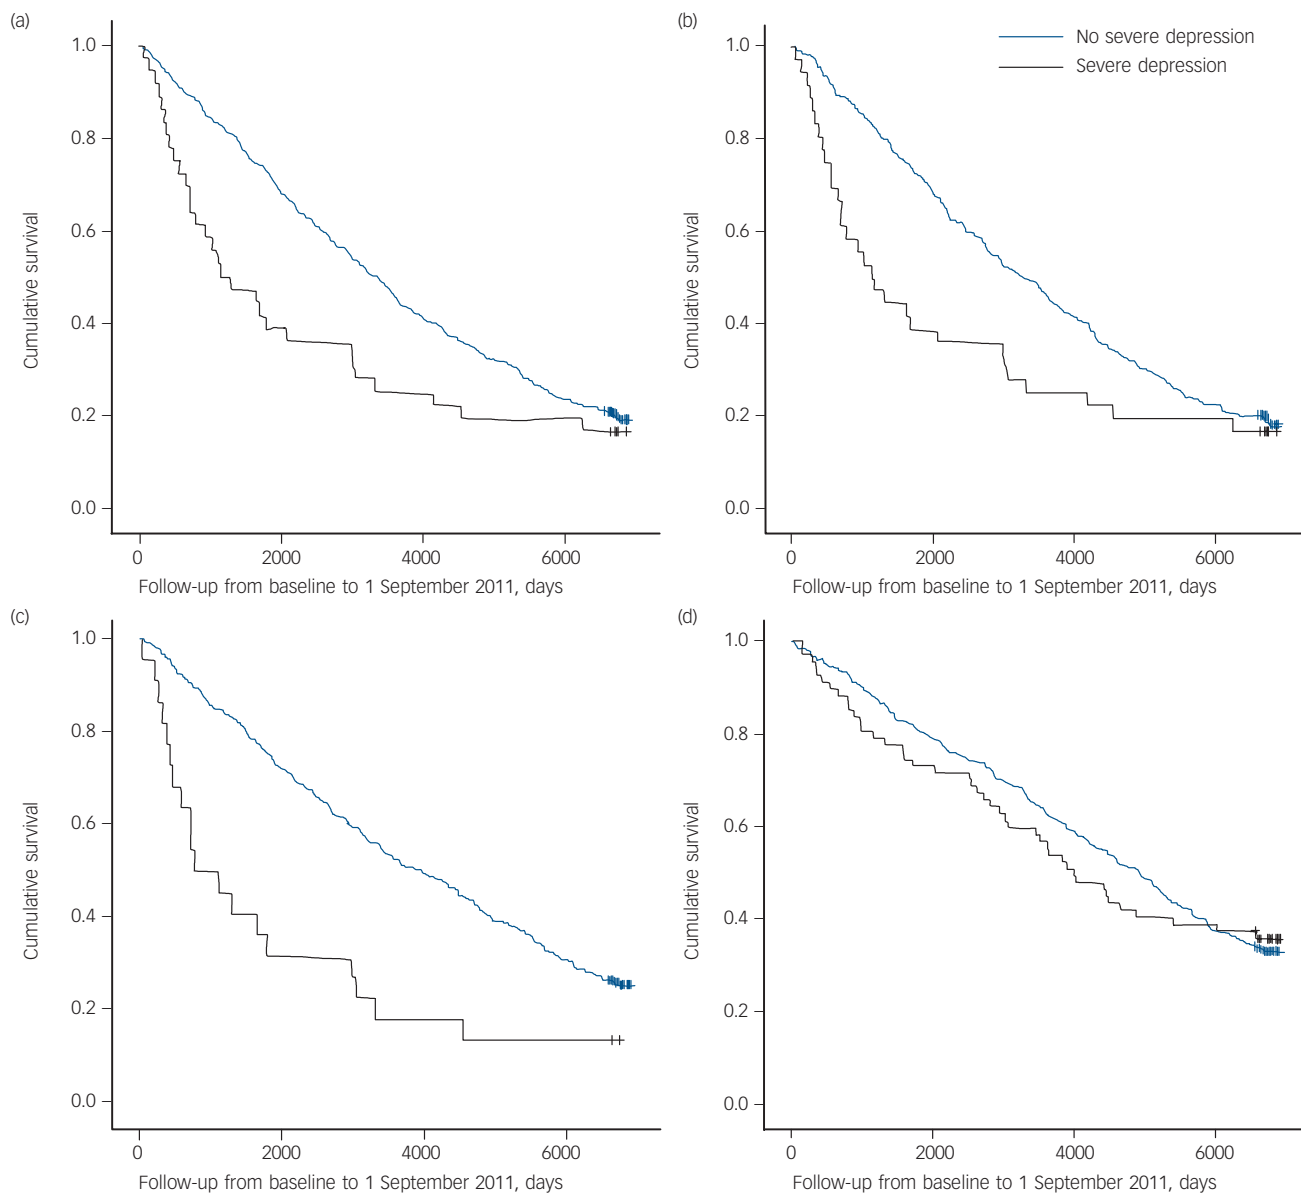 (a)
1.0
0.8
0.6
0.4
0.2
0.0
Cumulative survival
0 2000 4000 6000
Follow-up from baseline to 1 September 2011, days
(b)
No severe depression
Severe depression
1.0
0.8
0.6
0.4
0.2
0.0
Cumulative survival
0 2000 4000 6000
Follow-up from baseline to 1 September 2011, days
(c)
1.0
0.8
0.6
0.4
0.2
0.0
Cumulative survival
0 2000 4000 6000
Follow-up from baseline to 1 September 2011, days
(d)
1.0
0.8
0.6
0.4
0.2
0.0
Cumulative survival
0 2000 4000 6000
Follow-up from baseline to 1 September 2011, days